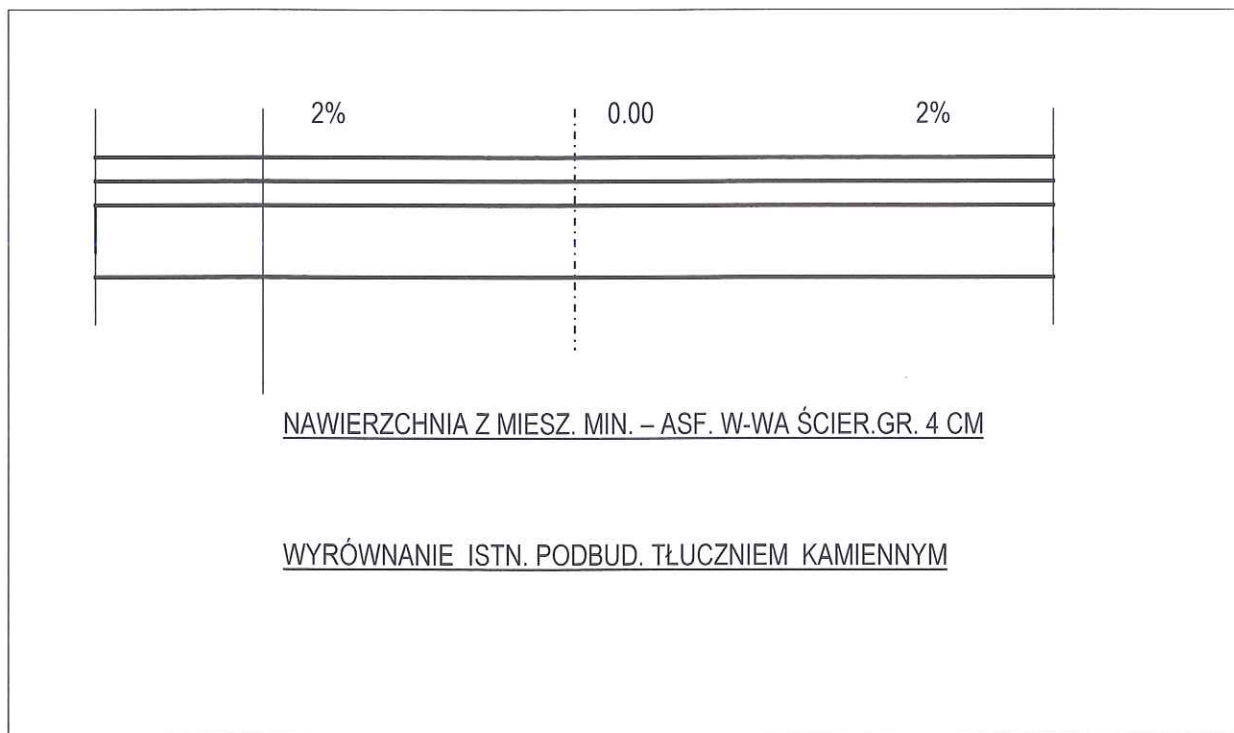 2% 0.00 2%
NAWIERZCHNIA Z MIESZ. MIN. – ASF. W-WA ŚCIER.GR. 4 CM
WYRÓWNANIE ISTN. PODBUD. TŁUCZNIEM KAMIENNYM